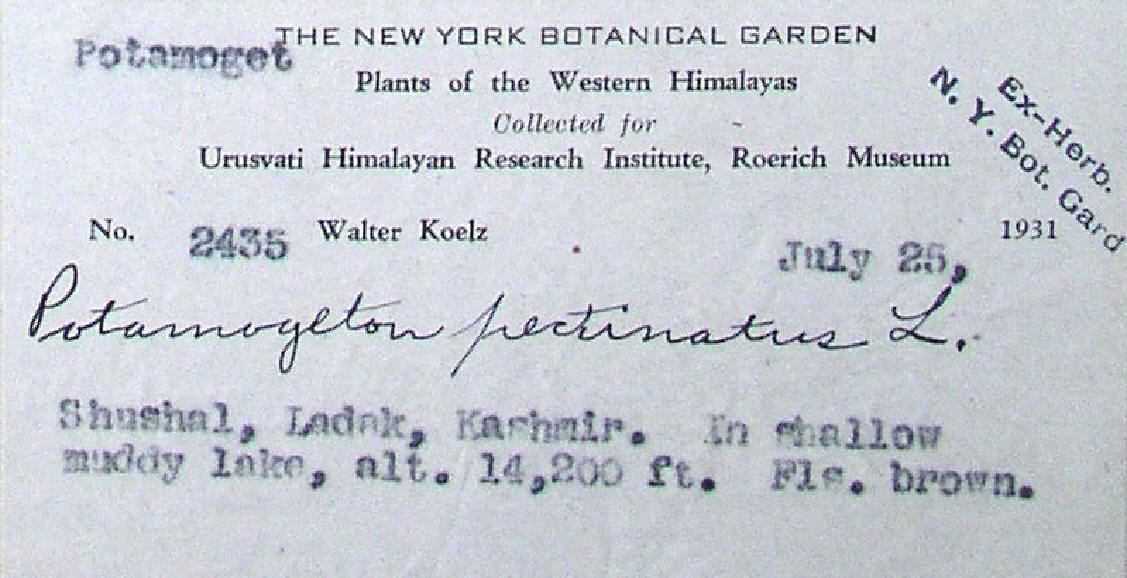 THE NEW YORK BOTANICAL GARDEN
Potamoget
Plants of the Western Himalayas
Collected for
Urusvati Himalayan Research Institute, Roerich Museum
Ex-Herb.
N. Y. Bot. Gard
No. 2435 Walter Koelz July 25, 1931
Potamogeton pectinatus L.
Shushal, Ladak, Kashmir. In shallow
muddy lake, alt. 14,200 ft. Fls. brown.